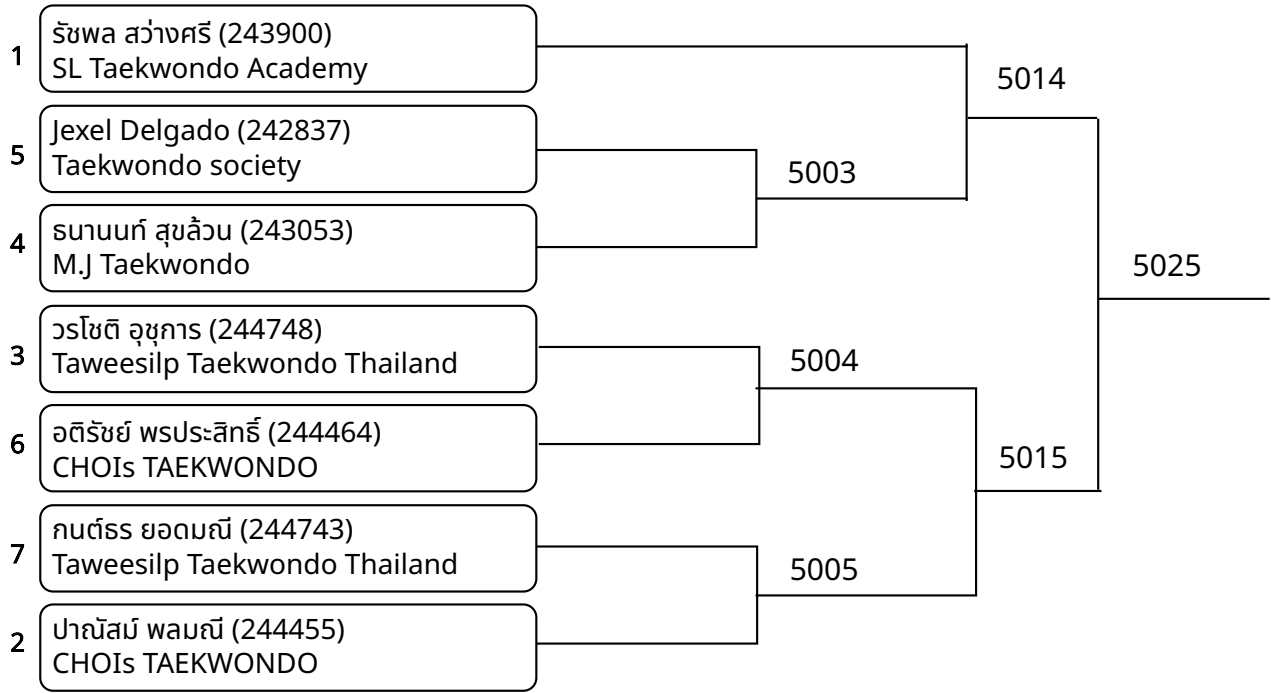 1
รัชพล สว่างศรี (243900)
SL Taekwondo Academy
5014
5
Jexel Delgado (242837)
Taekwondo society
5003
4
ธนานนท์ สุขล้วน (243053)
M.J Taekwondo
5025
3
วรโชติ อุชุการ (244748)
Taweesilp Taekwondo Thailand
5004
6
อติรัชย์ พรประสิทธิ์ (244464)
CHOIs TAEKWONDO
5015
7
กนต์ธร ยอดมณี (244743)
Taweesilp Taekwondo Thailand
5005
2
ปาณัสม์ พลมณี (244455)
CHOIs TAEKWONDO